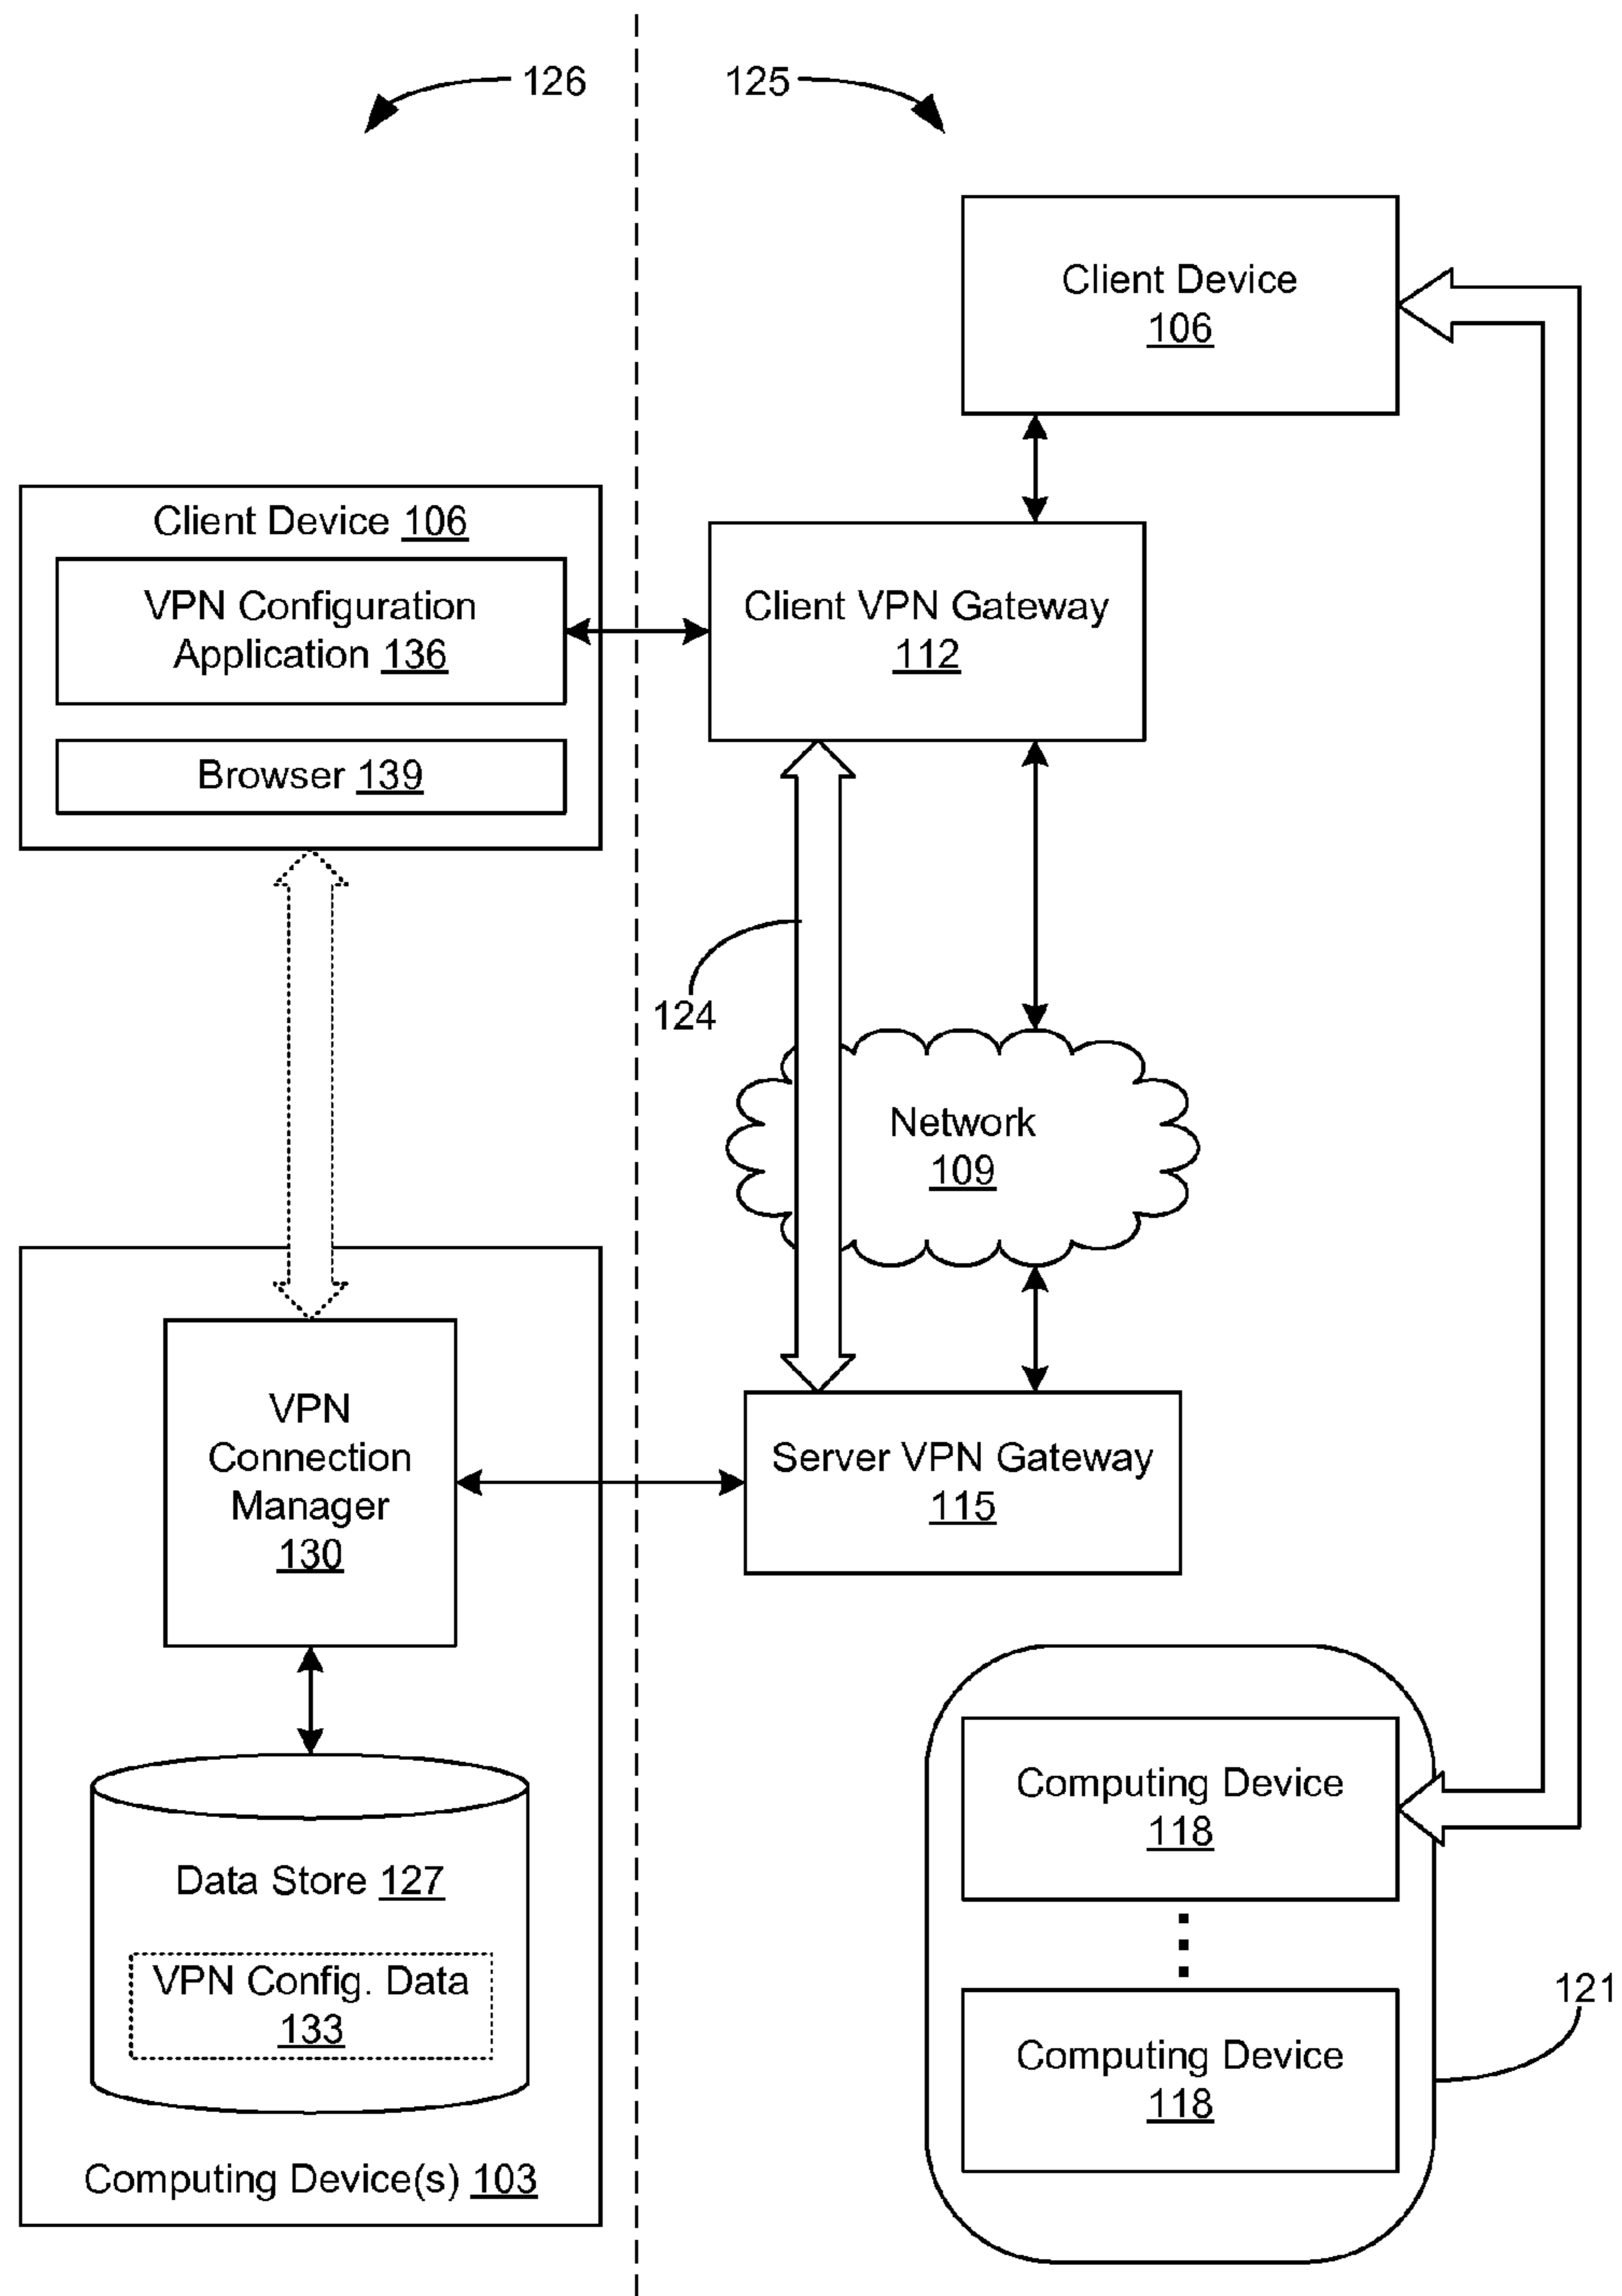 126
125
Client Device
106
Client Device 106
VPN Configuration
Application 136
Browser 139
Client VPN Gateway
112
124
Network
109
VPN
Connection
Manager
130
Server VPN Gateway
115
Data Store 127
VPN Config. Data
133
Computing Device(s) 103
Computing Device
118
Computing Device
118
121